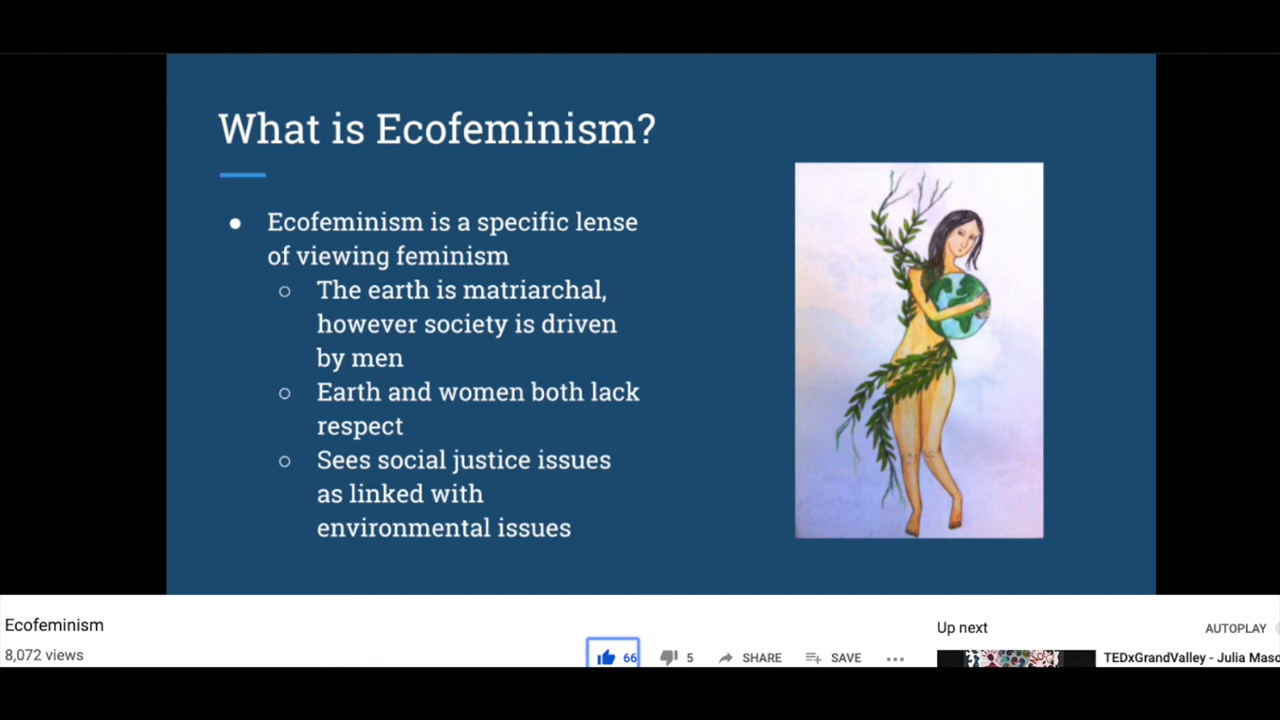 What is Ecofeminism?
● Ecofeminism is a specific lense
of viewing feminism
○ The earth is matriarchal,
however society is driven
by men
○ Earth and women both lack
respect
○ Sees social justice issues
as linked with
environmental issues
Ecofeminism
8,072 views
66 5 SHARE SAVE
Up next AUTOPLAY
TEDxGrandValley - Julia Maso